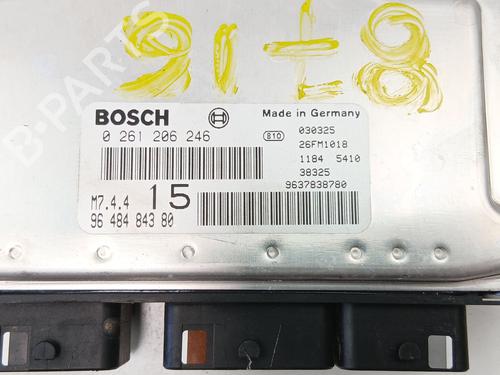 91±8
BOSCH
Made in Germany
0 261 206 246
810
030325
26FM1018
1184 5410
38325
9637838780
M7.4.4 15
96 484 843 80
B-PARTS